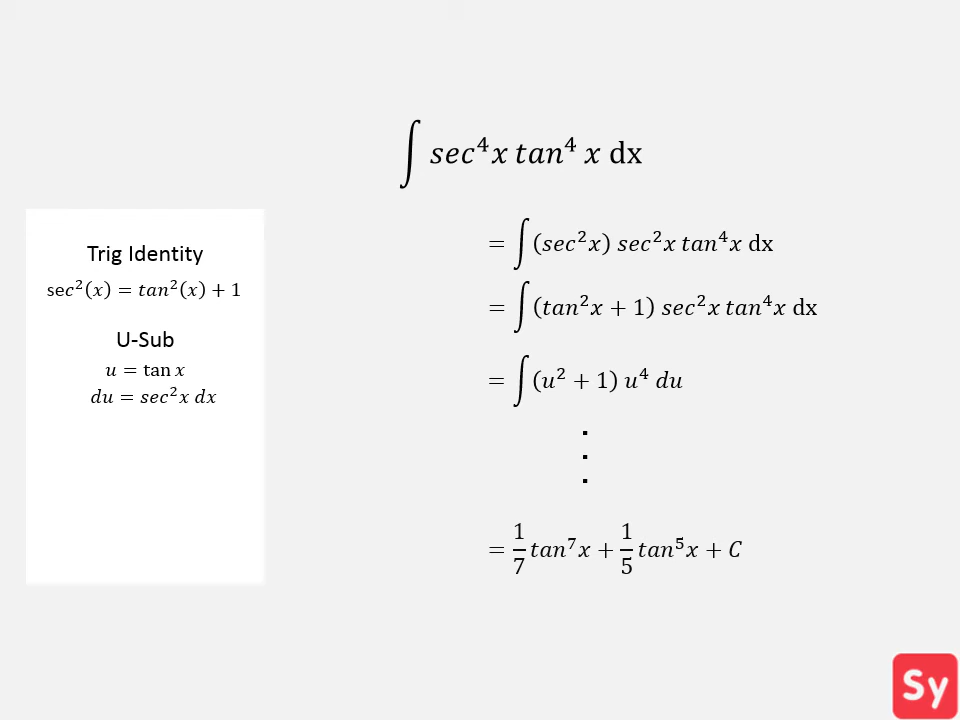 ∫ sec⁴x tan⁴ x dx
Trig Identity
sec²(x) = tan²(x) + 1
U-Sub
u = tan x
du = sec²x dx
= ∫ (sec²x) sec²x tan⁴x dx
= ∫ (tan²x + 1) sec²x tan⁴x dx
= ∫ (u² + 1) u⁴ du
⋮
= 1/7 tan⁷x + 1/5 tan⁵x + C
Sy